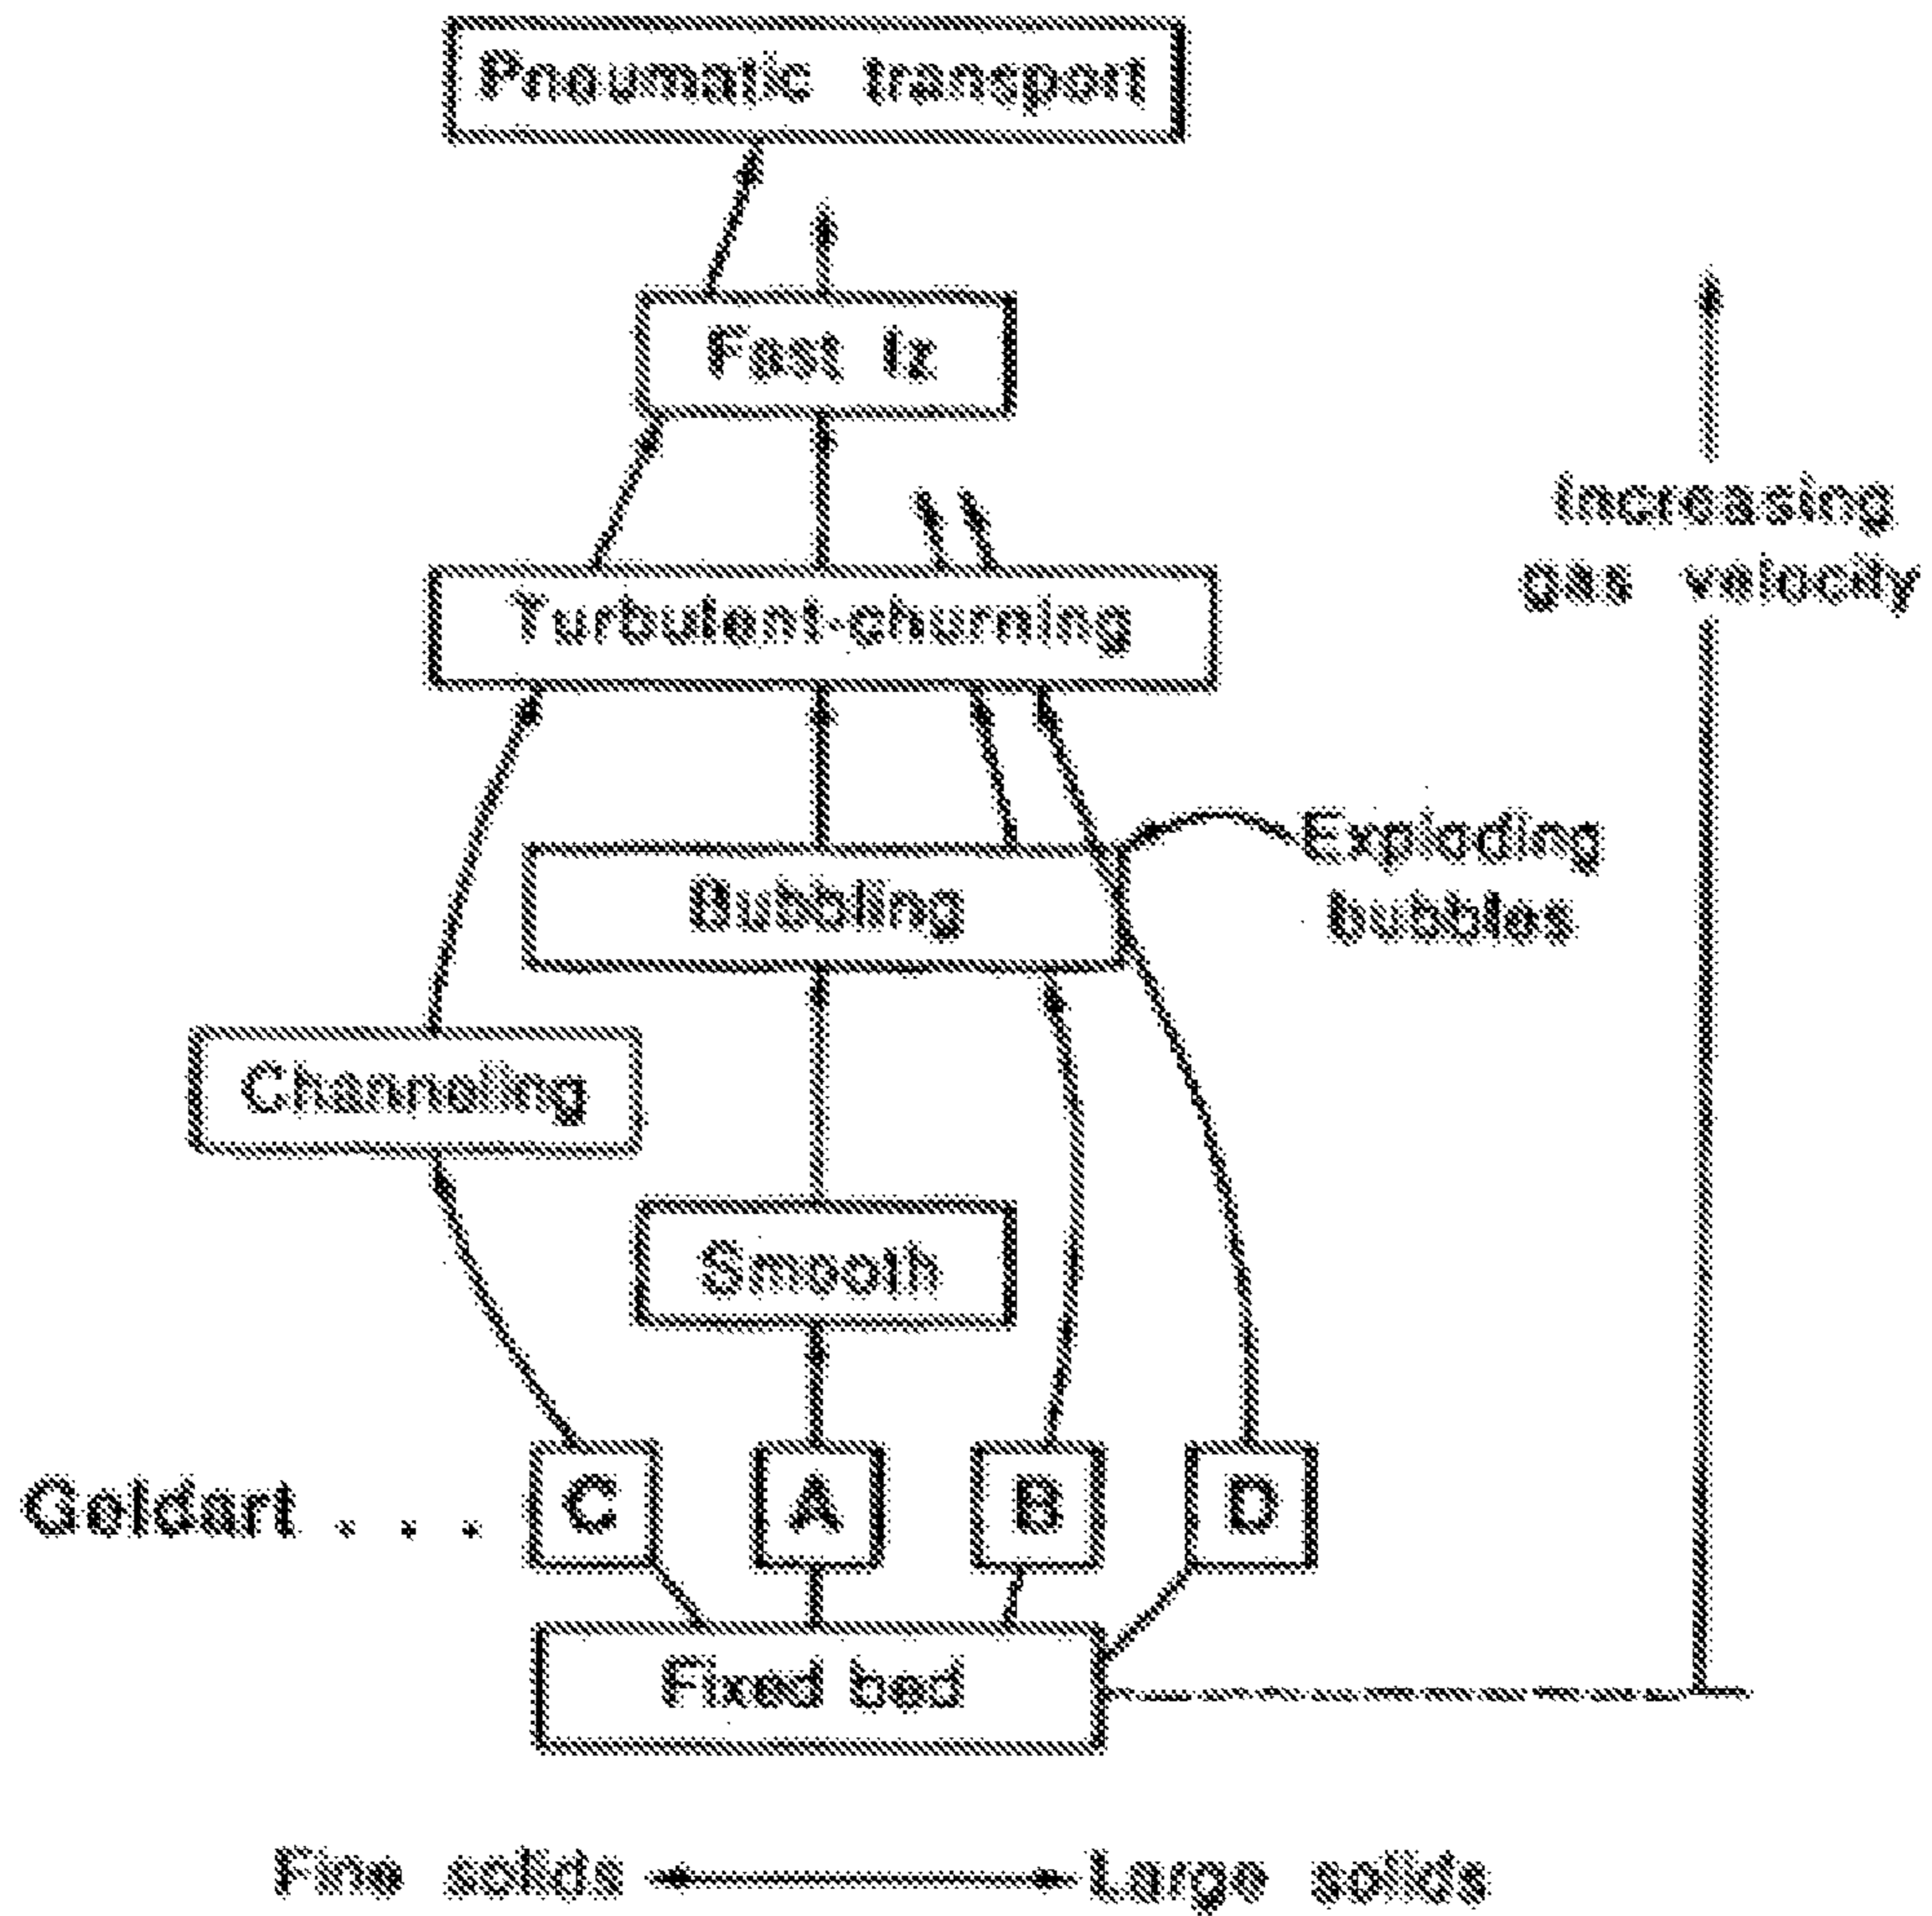 Pneumatic transport
Fast fz
Turbulent-churning
Increasing
gas velocity
Exploding
bubbles
Bubbling
Channeling
Smooth
Geldart . . . C A B D
Fixed bed
Fine solids
Large solids